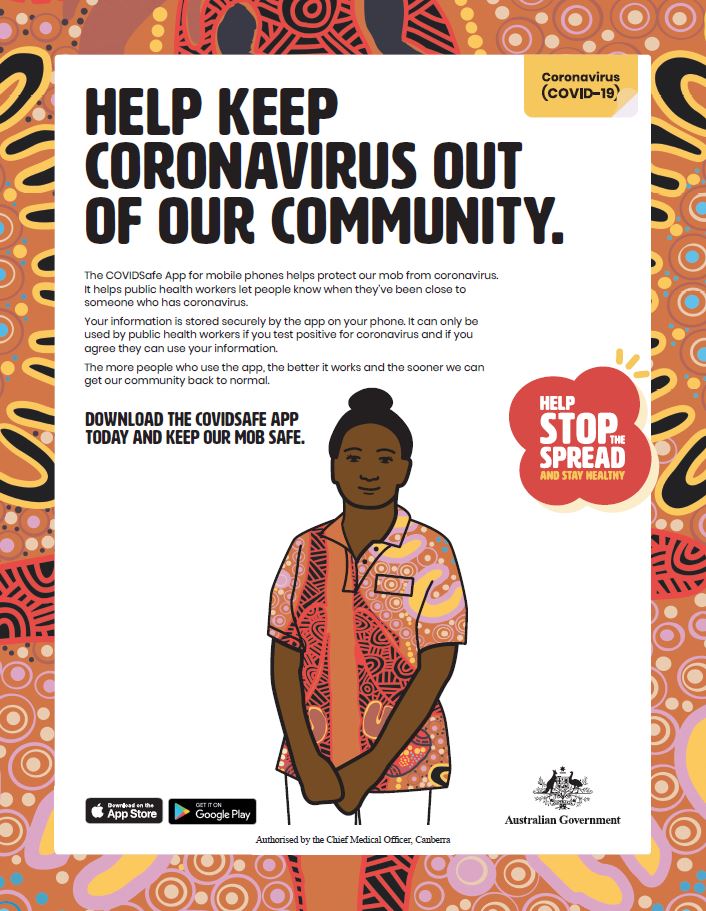 Coronavirus
(COVID-19)
HELP KEEP
CORONAVIRUS OUT
OF OUR COMMUNITY.
The COVIDSafe App for mobile phones helps protect our mob from coronavirus.
It helps public health workers let people know when they've been close to
someone who has coronavirus.
Your information is stored securely by the app on your phone. It can only be
used by public health workers if you test positive for coronavirus and if you
agree they can use your information.
The more people who use the app, the better it works and the sooner we can
get our community back to normal.
DOWNLOAD THE COVIDSAFE APP
TODAY AND KEEP OUR MOB SAFE.
HELP
STOP THE
SPREAD
AND STAY HEALTHY
Download on the
App Store
GET IT ON
Google Play
Australian Government
Authorised by the Chief Medical Officer, Canberra